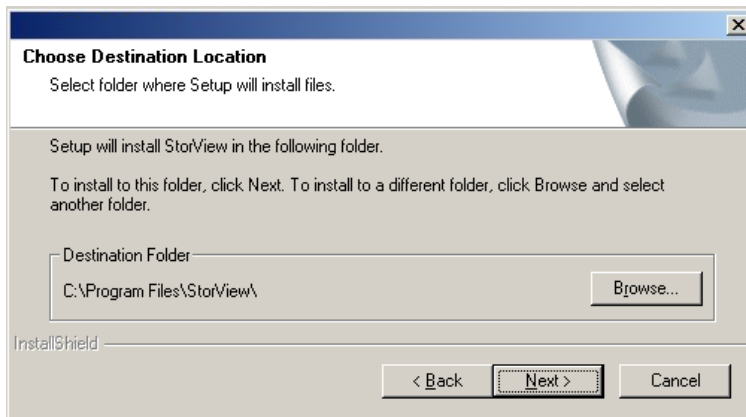 Choose Destination Location
Select folder where Setup will install files.
Setup will install StorView in the following folder.
To install to this folder, click Next. To install to a different folder, click Browse and select
another folder.
Destination Folder
C:\Program Files\StorView\
Browse...
InstallShield
< Back
Next >
Cancel